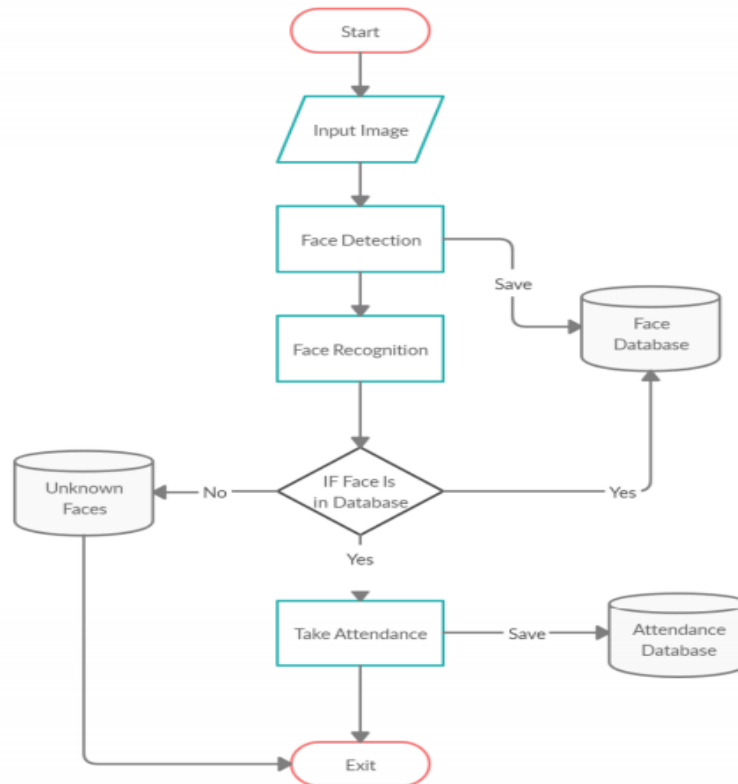 Start
Input Image
Face Detection
Save
Face
Database
Face Recognition
IF Face Is
in Database
No
Unknown
Faces
Yes
Yes
Take Attendance
Save
Attendance
Database
Exit